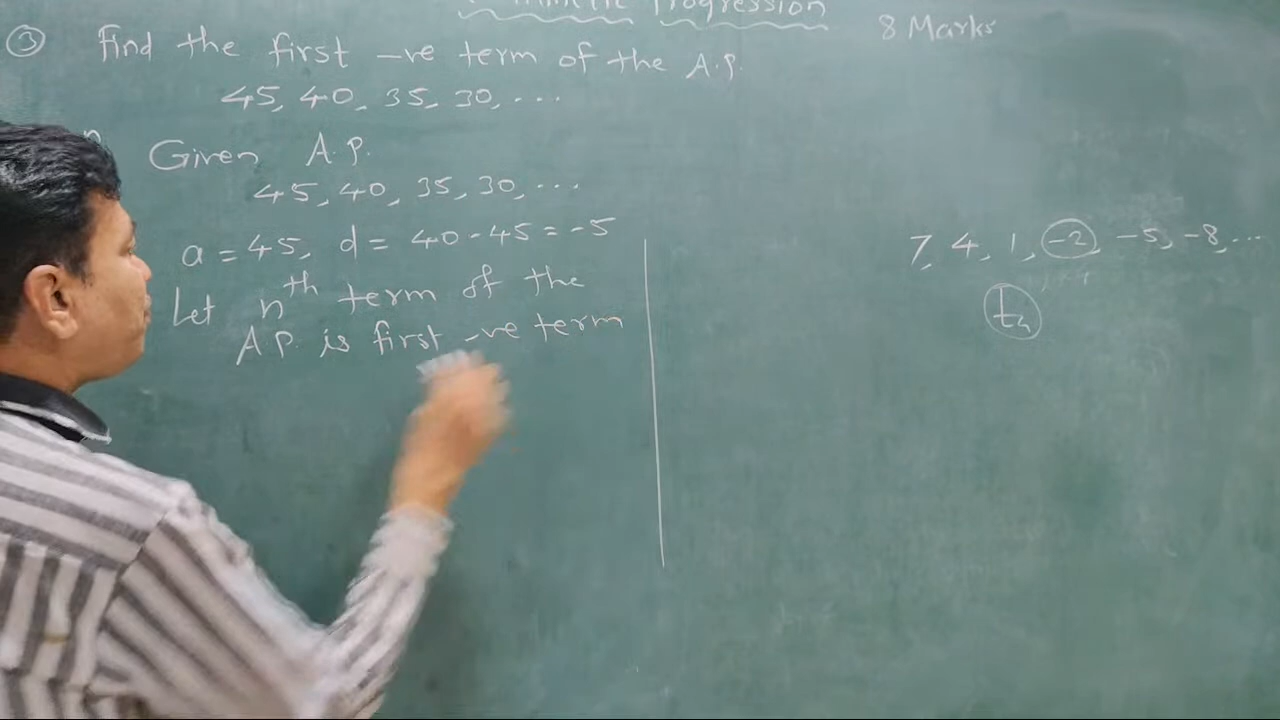 Progression
8 Marks
③ Find the first -ve term of the A.P.
45, 40, 35, 30, ...
Given A.P.
45, 40, 35, 30, ...
a = 45, d = 40 - 45 = -5
Let nth term of the
A.P. is first -ve term
7, 4, 1, -2, -5, -8, ...
tn